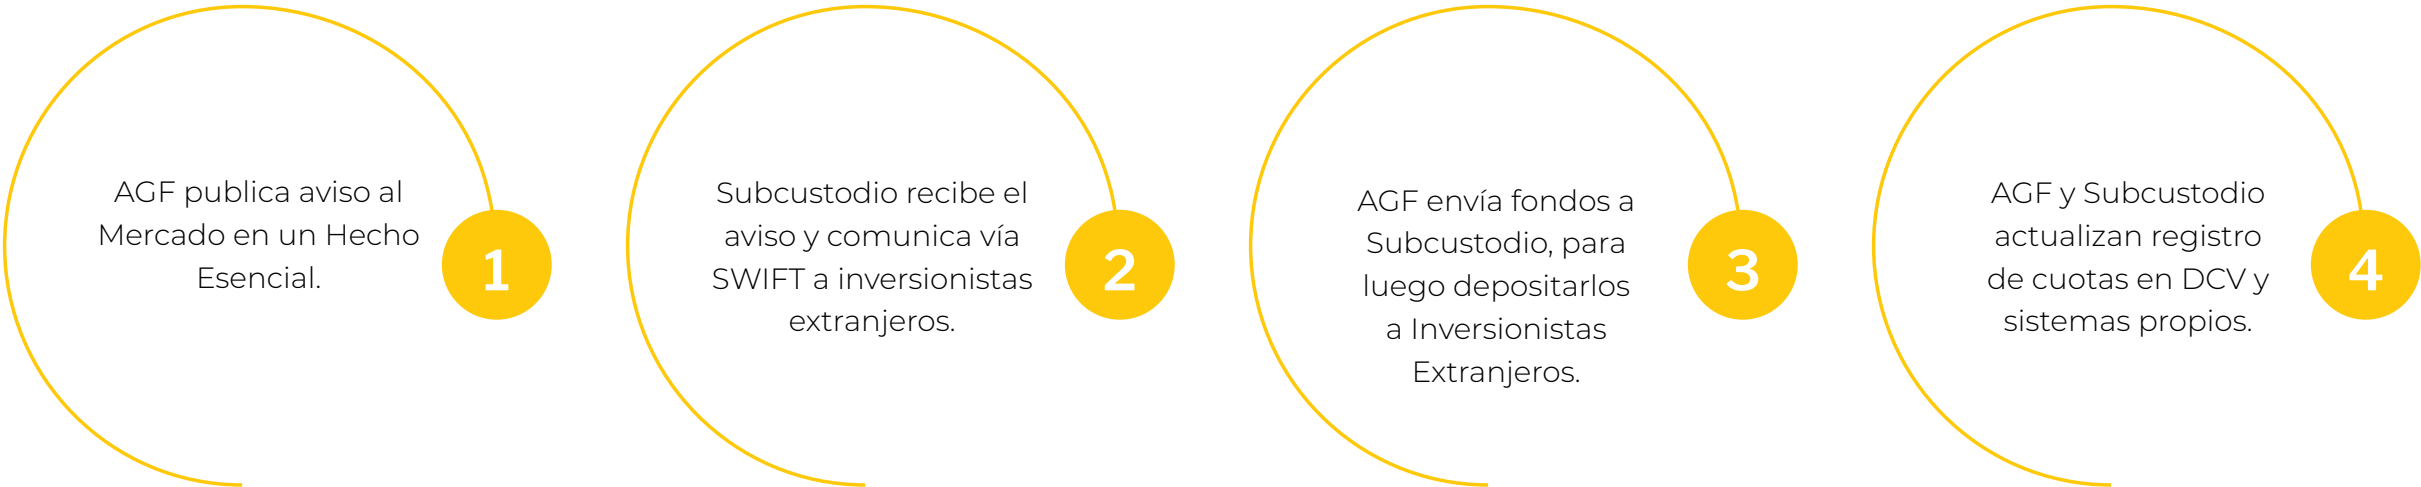 AGF publica aviso al
Mercado en un Hecho
Esencial.
1
Subcustodio recibe el
aviso y comunica vía
SWIFT a inversionistas
extranjeros.
2
AGF envía fondos a
Subcustodio, para
luego depositarlos
a Inversionistas
Extranjeros.
3
AGF y Subcustodio
actualizan registro
de cuotas en DCV y
sistemas propios.
4